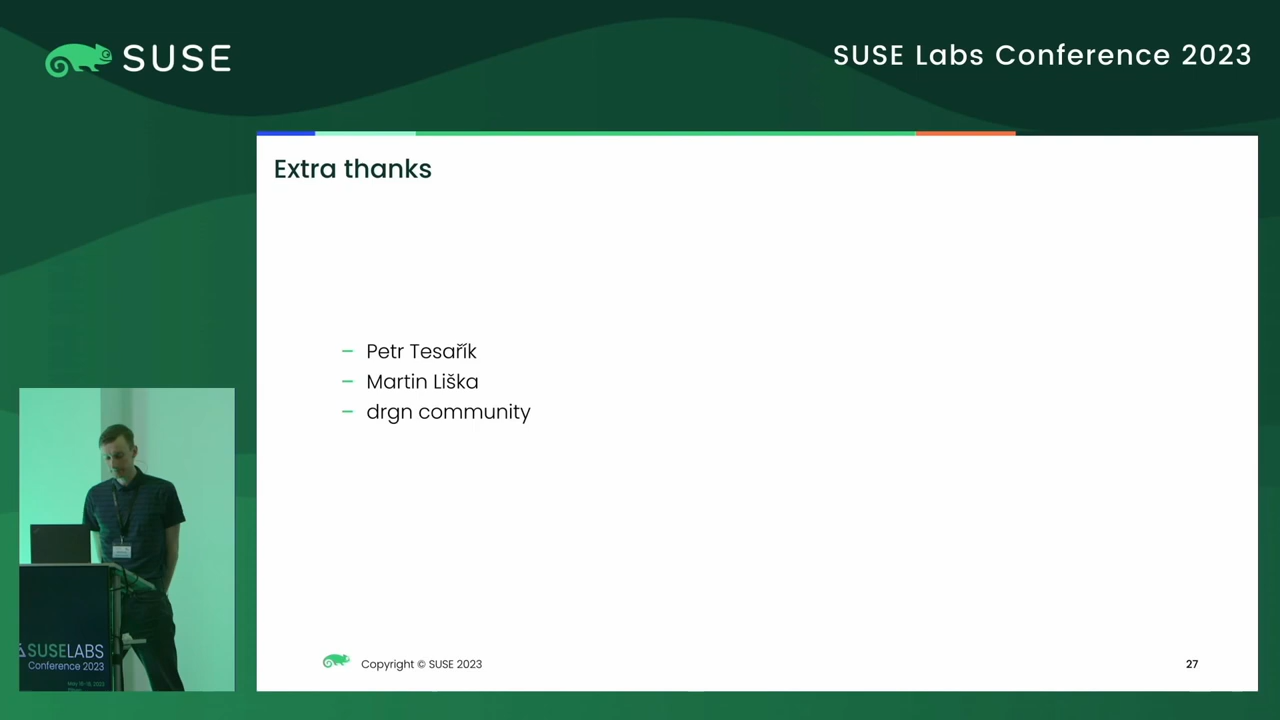 SUSE
SUSE Labs Conference 2023
Extra thanks
– Petr Tesařík
– Martin Liška
– drgn community
SUSELABS
Conference 2023
Copyright © SUSE 2023
27